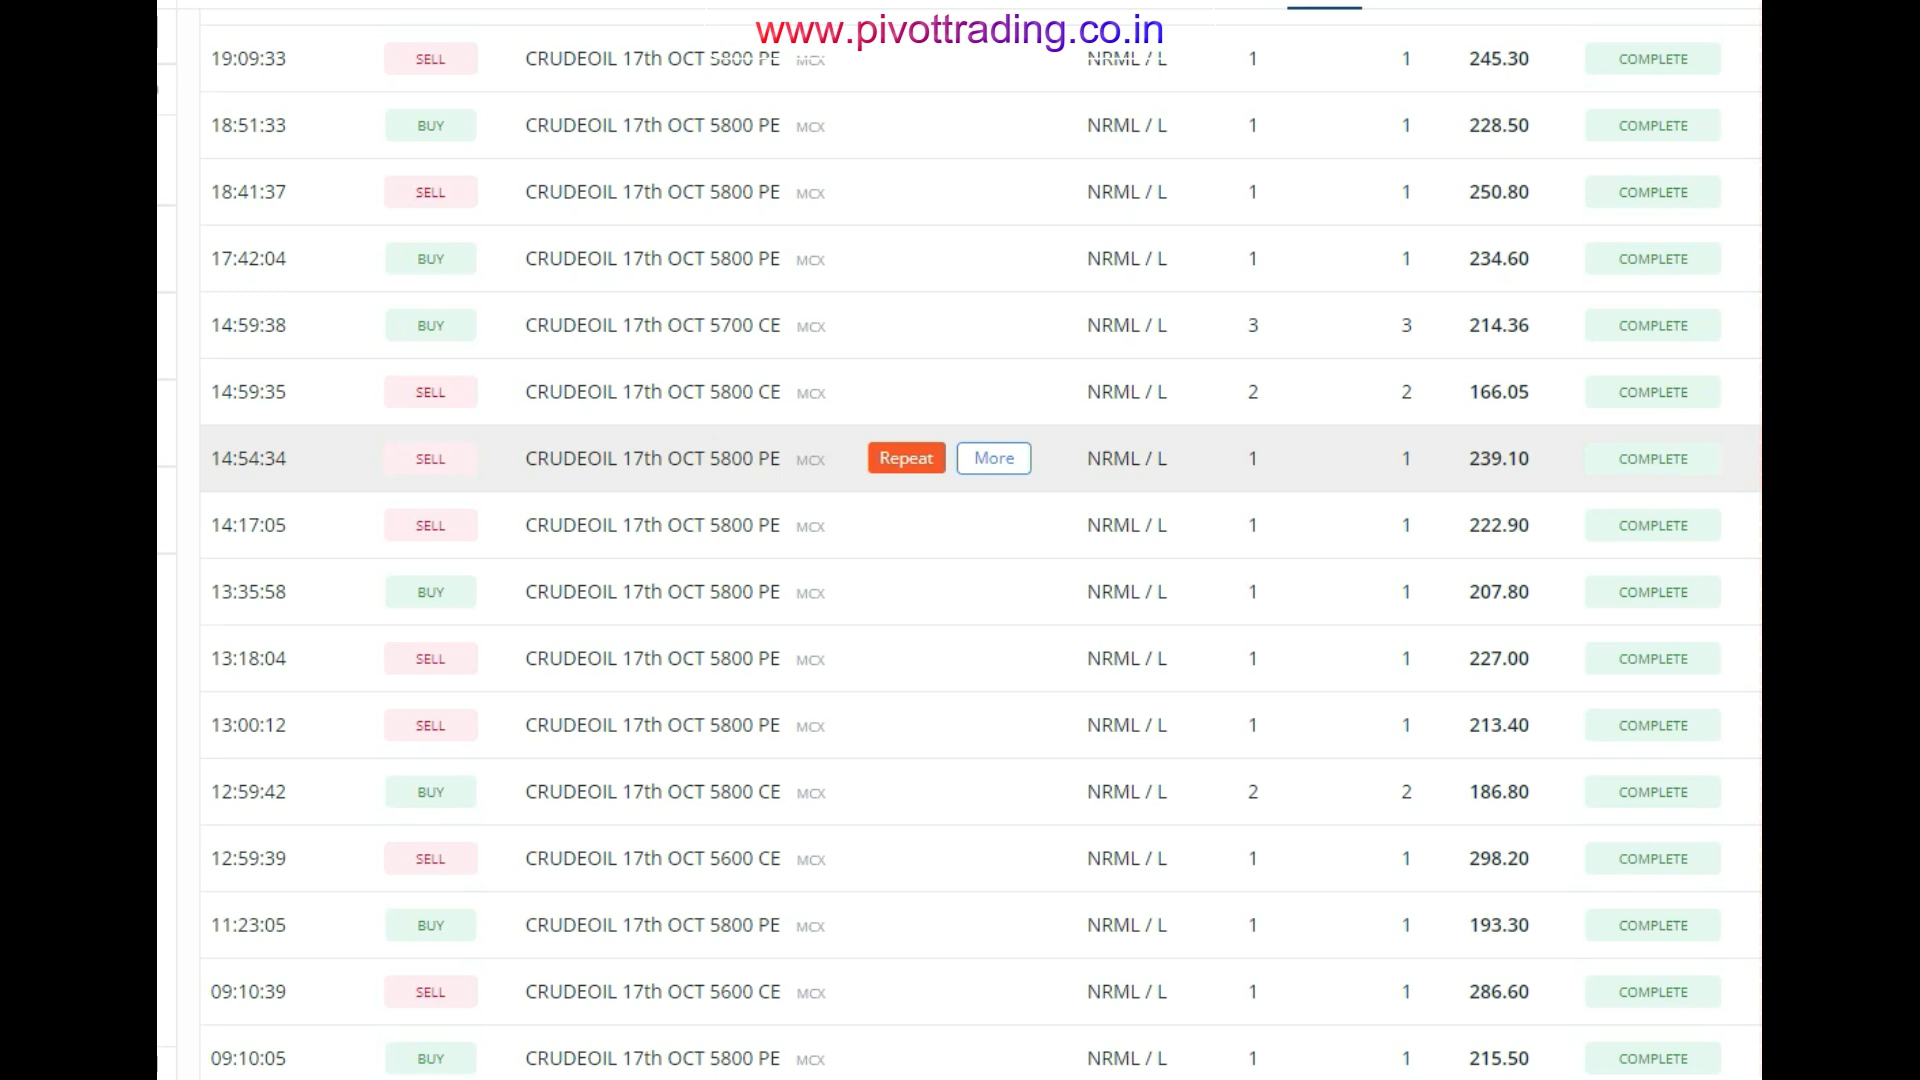 www.pivottrading.co.in
19:09:33 SELL CRUDEOIL 17th OCT 5800 PE MCX NRML / L 1 1 245.30 COMPLETE
18:51:33 BUY CRUDEOIL 17th OCT 5800 PE MCX NRML / L 1 1 228.50 COMPLETE
18:41:37 SELL CRUDEOIL 17th OCT 5800 PE MCX NRML / L 1 1 250.80 COMPLETE
17:42:04 BUY CRUDEOIL 17th OCT 5800 PE MCX NRML / L 1 1 234.60 COMPLETE
14:59:38 BUY CRUDEOIL 17th OCT 5700 CE MCX NRML / L 3 3 214.36 COMPLETE
14:59:35 SELL CRUDEOIL 17th OCT 5800 CE MCX NRML / L 2 2 166.05 COMPLETE
14:54:34 SELL CRUDEOIL 17th OCT 5800 PE MCX Repeat More NRML / L 1 1 239.10 COMPLETE
14:17:05 SELL CRUDEOIL 17th OCT 5800 PE MCX NRML / L 1 1 222.90 COMPLETE
13:35:58 BUY CRUDEOIL 17th OCT 5800 PE MCX NRML / L 1 1 207.80 COMPLETE
13:18:04 SELL CRUDEOIL 17th OCT 5800 PE MCX NRML / L 1 1 227.00 COMPLETE
13:00:12 SELL CRUDEOIL 17th OCT 5800 PE MCX NRML / L 1 1 213.40 COMPLETE
12:59:42 BUY CRUDEOIL 17th OCT 5800 CE MCX NRML / L 2 2 186.80 COMPLETE
12:59:39 SELL CRUDEOIL 17th OCT 5600 CE MCX NRML / L 1 1 298.20 COMPLETE
11:23:05 BUY CRUDEOIL 17th OCT 5800 PE MCX NRML / L 1 1 193.30 COMPLETE
09:10:39 SELL CRUDEOIL 17th OCT 5600 CE MCX NRML / L 1 1 286.60 COMPLETE
09:10:05 BUY CRUDEOIL 17th OCT 5800 PE MCX NRML / L 1 1 215.50 COMPLETE